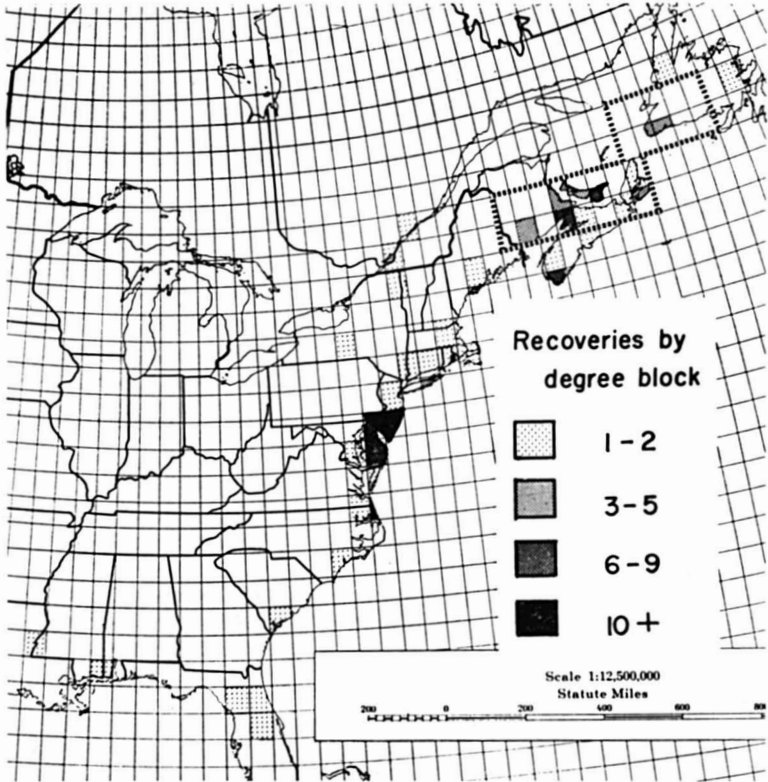 Recoveries by
degree block
1-2
3-5
6-9
10+
Scale 1:12,500,000
Statute Miles
200 0 200 400 600